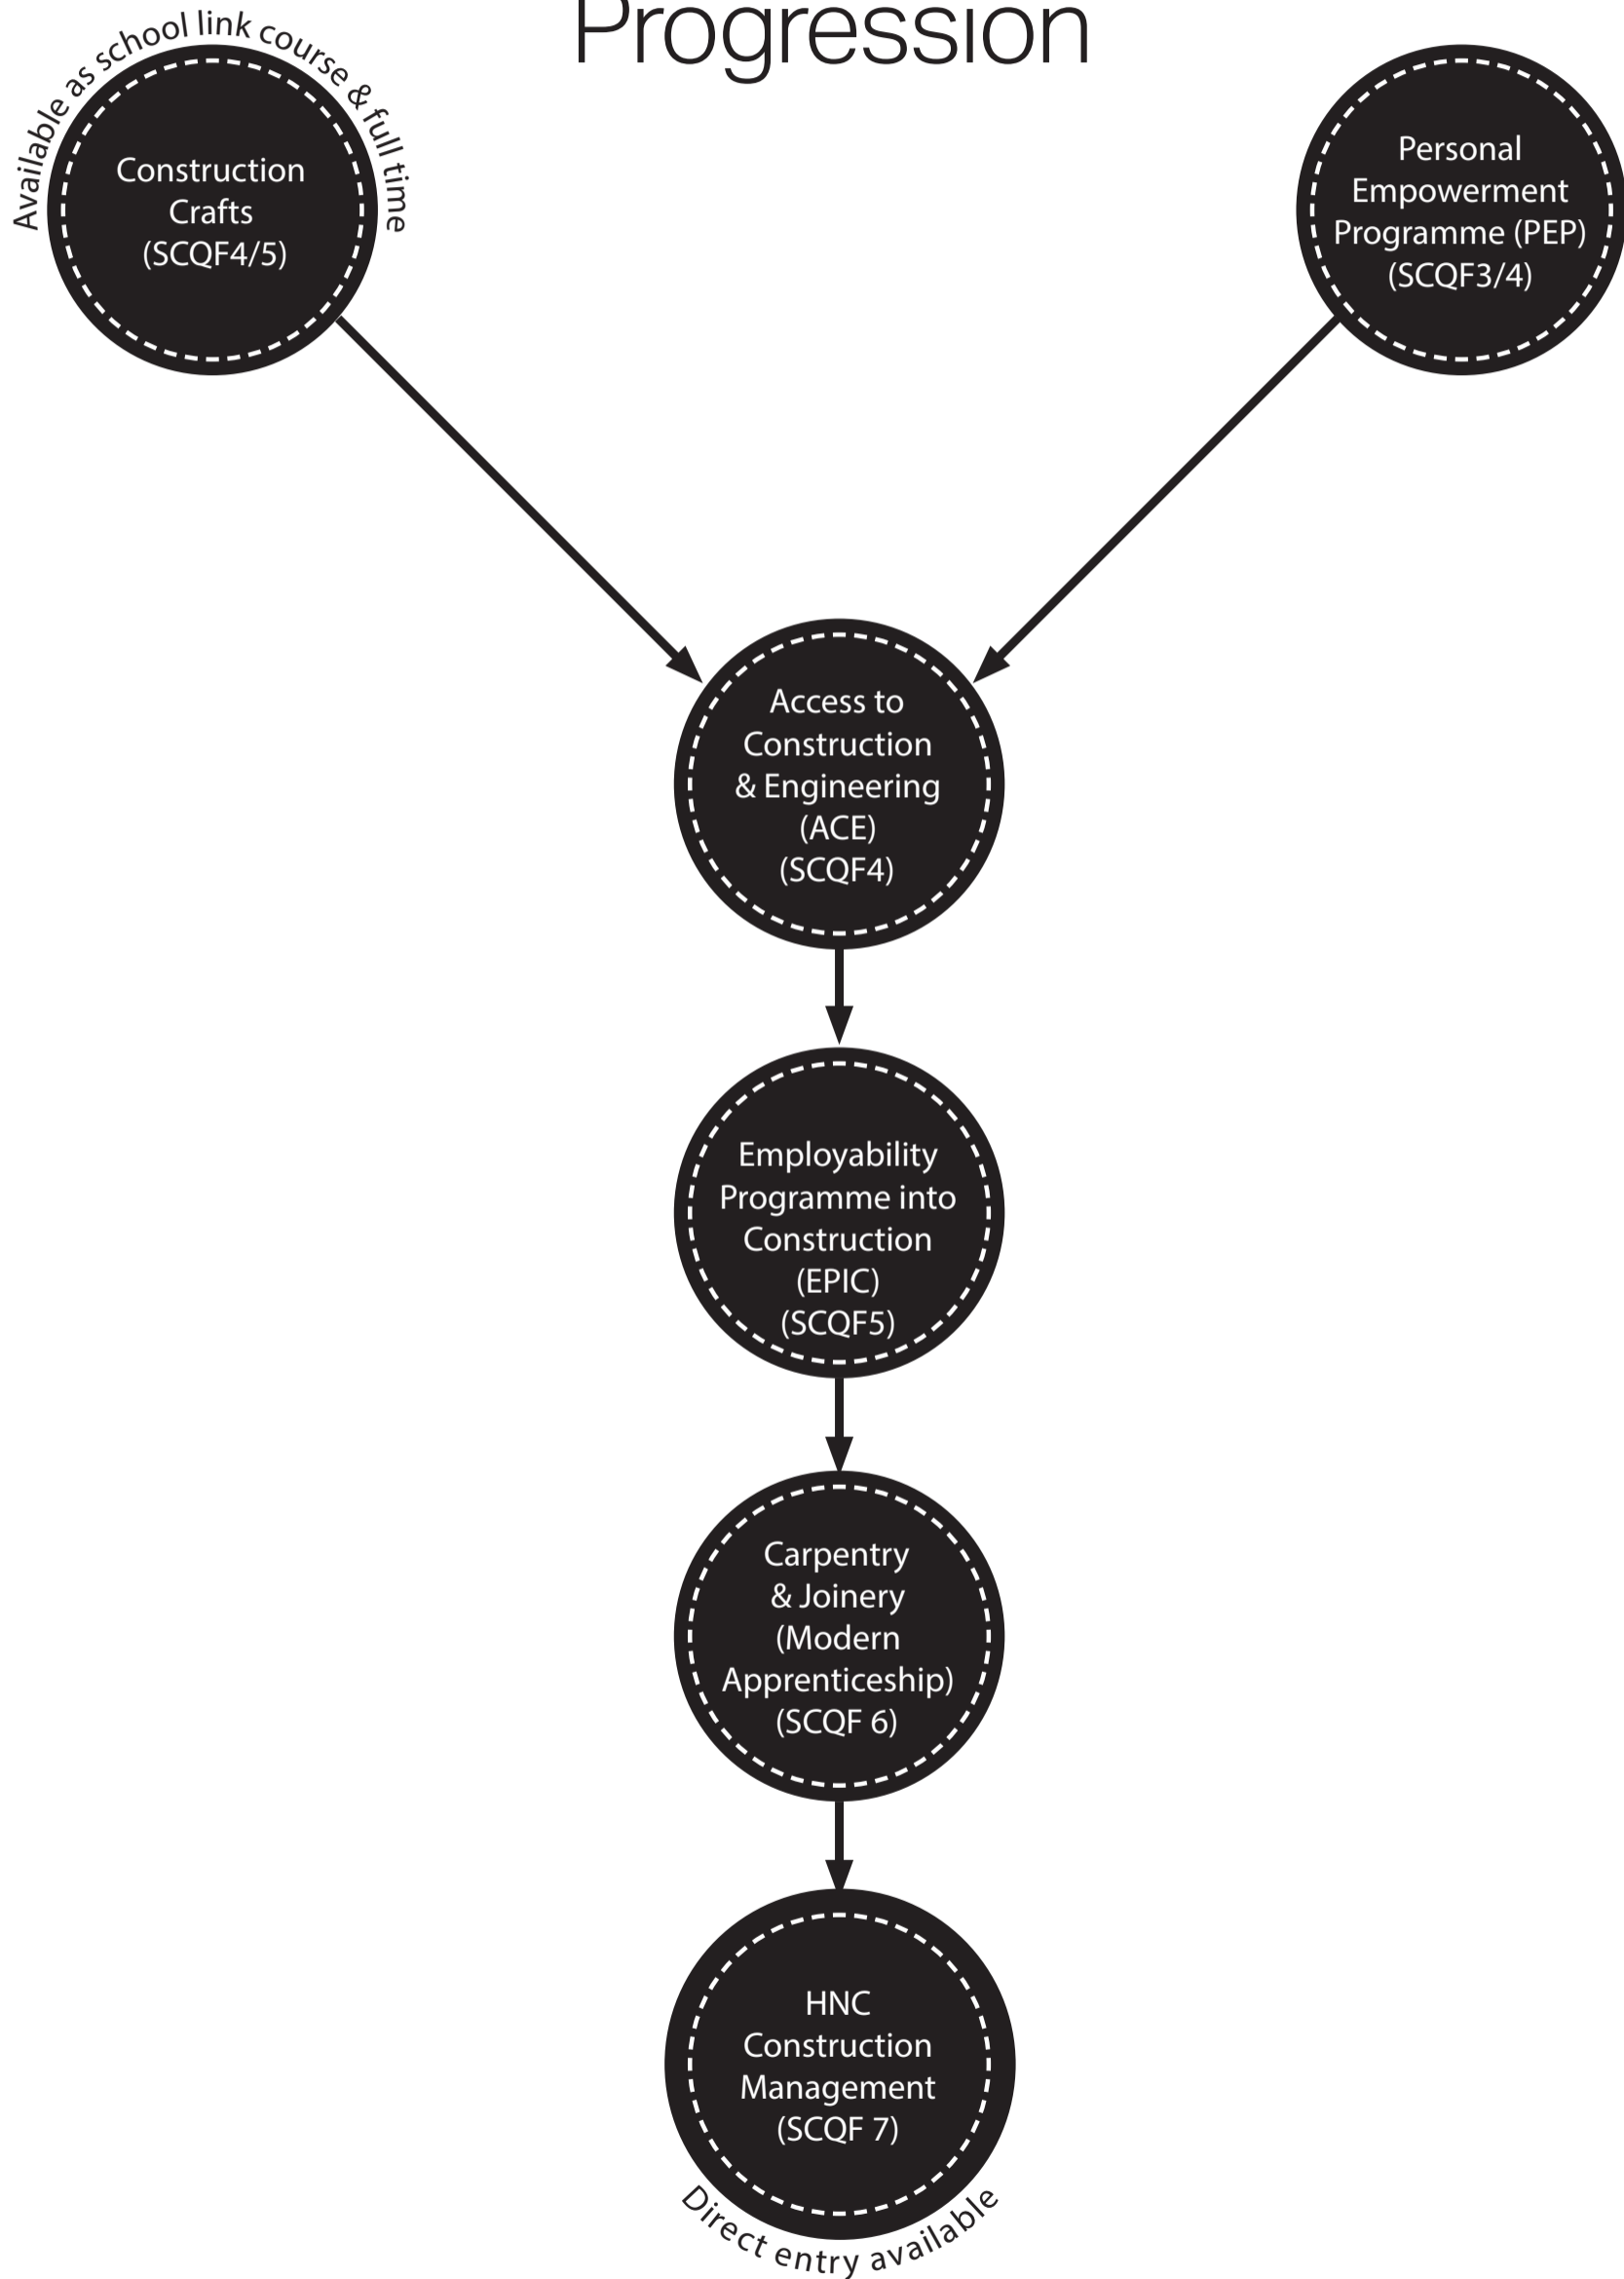 Progression
Available as school link course & full time
Construction
Crafts
(SCQF4/5)
Personal
Empowerment
Programme (PEP)
(SCQF3/4)
Access to
Construction
& Engineering
(ACE)
(SCQF4)
Employability
Programme into
Construction
(EPIC)
(SCQF5)
Carpentry
& Joinery
(Modern
Apprenticeship)
(SCQF 6)
HNC
Construction
Management
(SCQF 7)
Direct entry available